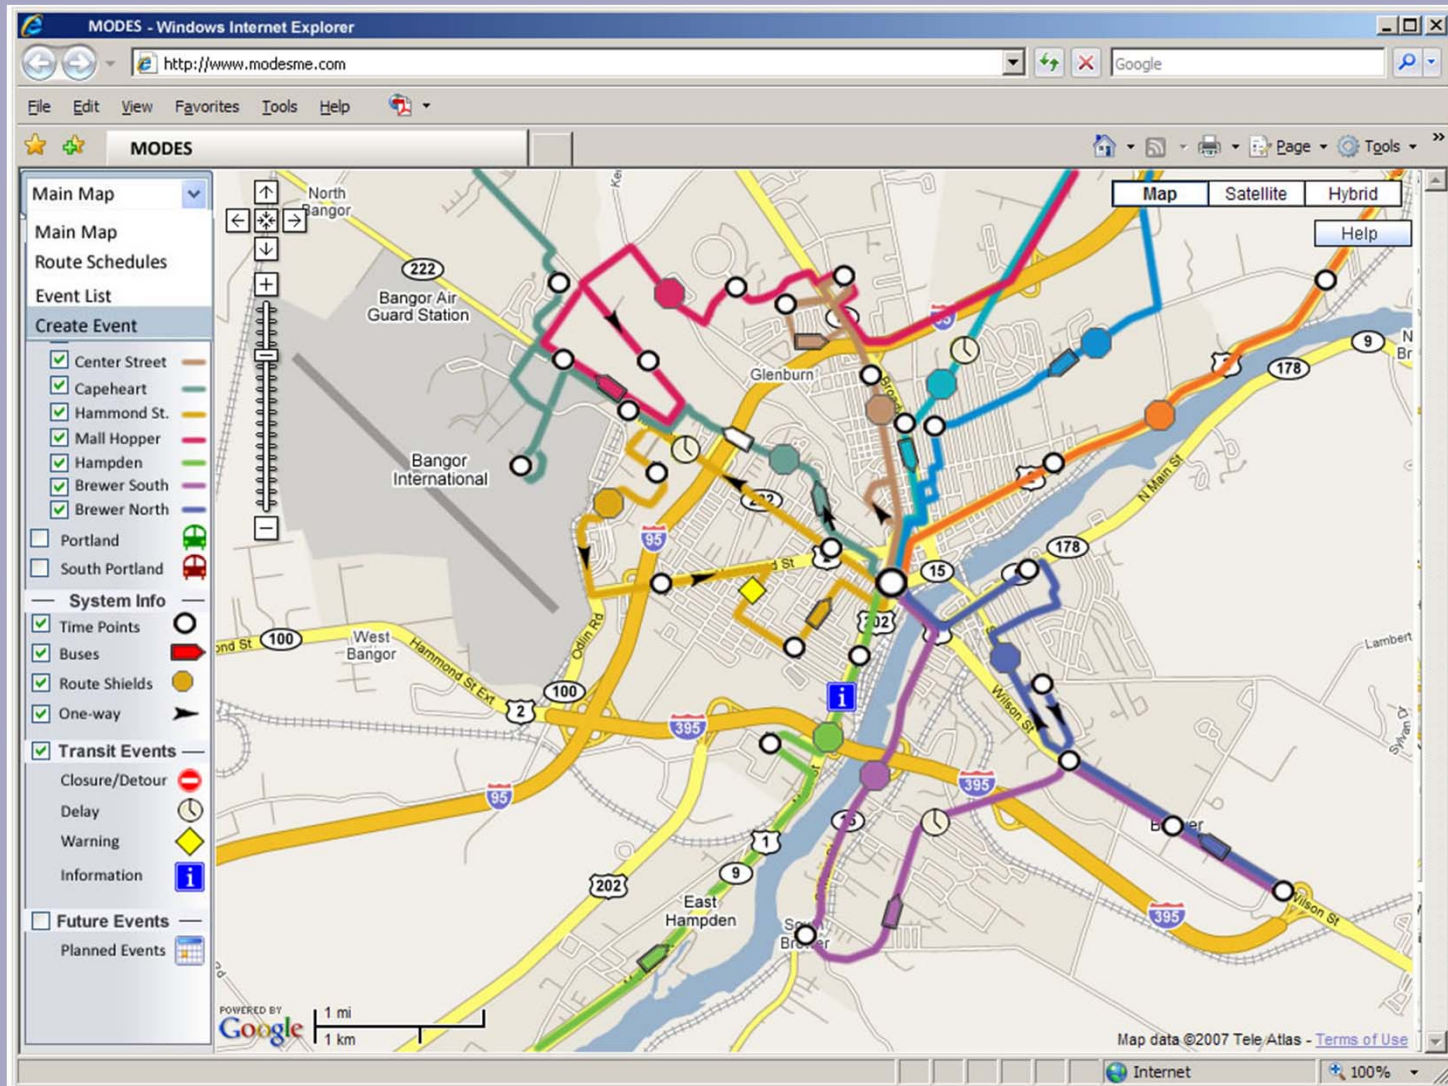 MODES - Windows Internet Explorer
http://www.modesme.com
Google
File Edit View Favorites Tools Help
MODES
Page Tools »
Main Map
Main Map
Route Schedules
Event List
Create Event
Center Street
Capeheart
Hammond St.
Mall Hopper
Hampden
Brewer South
Brewer North
Portland
South Portland
System Info
Time Points
Buses
Route Shields
One-way
Transit Events
Closure/Detour
Delay
Warning
Information
Future Events
Planned Events
Map Satellite Hybrid
Help
North
Bangor
222
Bangor Air
Guard Station
Glenburn
95
9
178
Bangor
International
N Main St
222
95
178
15
2
202
West
Bangor
100
Odlin Rd
Hammond St Ext
100
2
Lambert
Sylvan Dr
Wilson St
395
395
95
1
9
202
East
Hampden
395
Wilson St
POWERED BY
Google
1 mi
1 km
Map data ©2007 Tele Atlas - Terms of Use
Internet 100%